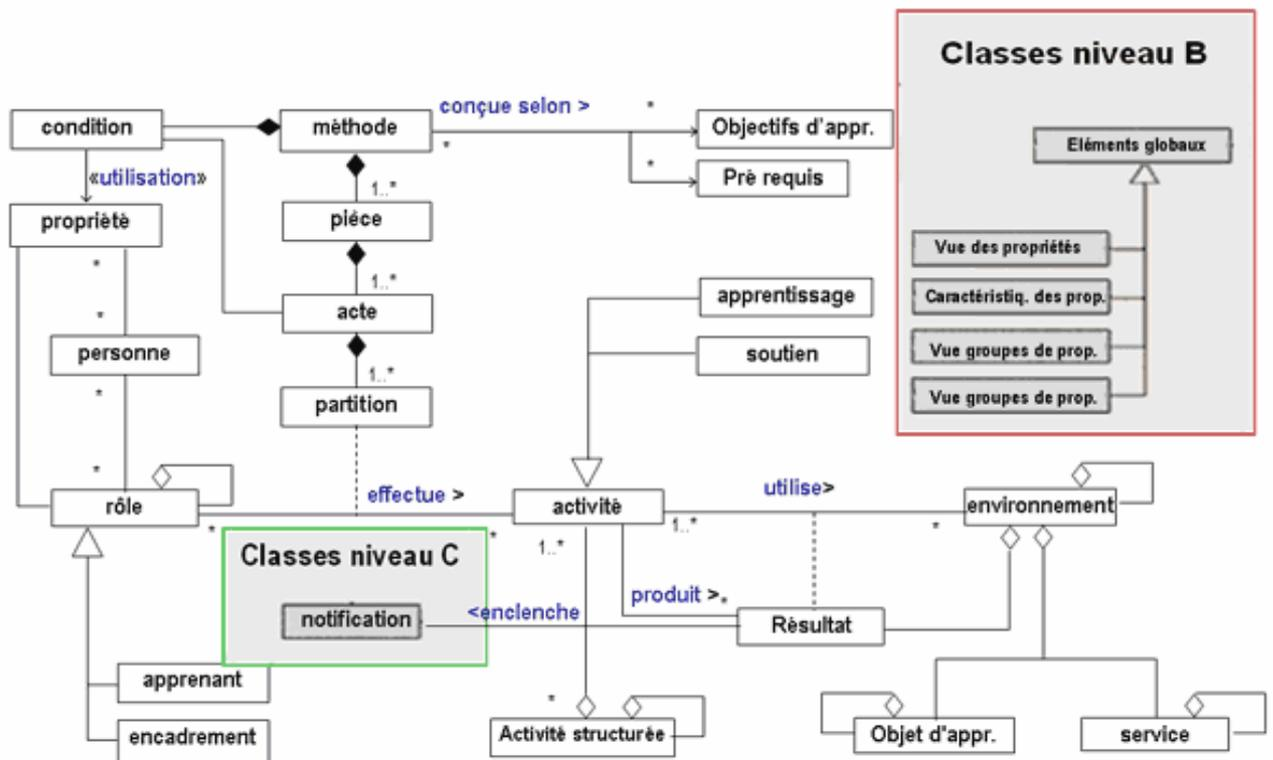 Classes niveau B
Eléments globaux
Vue des propriétés
Caractéristiq. des prop.
Vue groupes de prop.
Vue groupes de prop.
condition
mèthode
conçue selon >
*
*
Objectifs d'appr.
*
Prè requis
«utilisation»
1..*
propriètè
pièce
*
1..*
*
acte
personne
*
1..*
partition
apprentissage
soutien
*
rôle
effectue >
activitè
utilise>
environnement
*
*
1..*
1..*
*
Classes niveau C
notification
<enclenche
produit >
*
Rèsultat
apprenant
encadrement
*
Activitè structurèe
Objet d'appr.
service